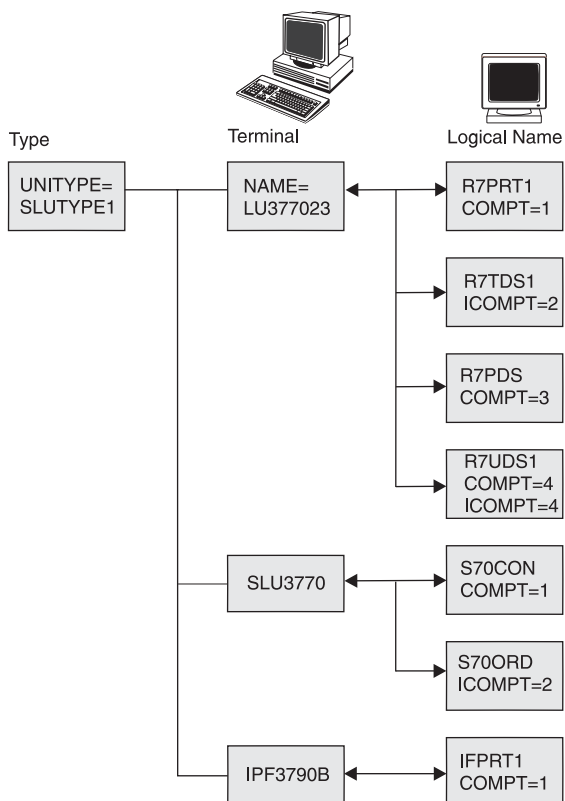 Type
Terminal
Logical Name
UNITYPE=
SLUTYPE1
NAME=
LU377023
R7PRT1
COMPT=1
R7TDS1
ICOMPT=2
R7PDS
COMPT=3
R7UDS1
COMPT=4
ICOMPT=4
SLU3770
S70CON
COMPT=1
S70ORD
ICOMPT=2
IPF3790B
IFPRT1
COMPT=1